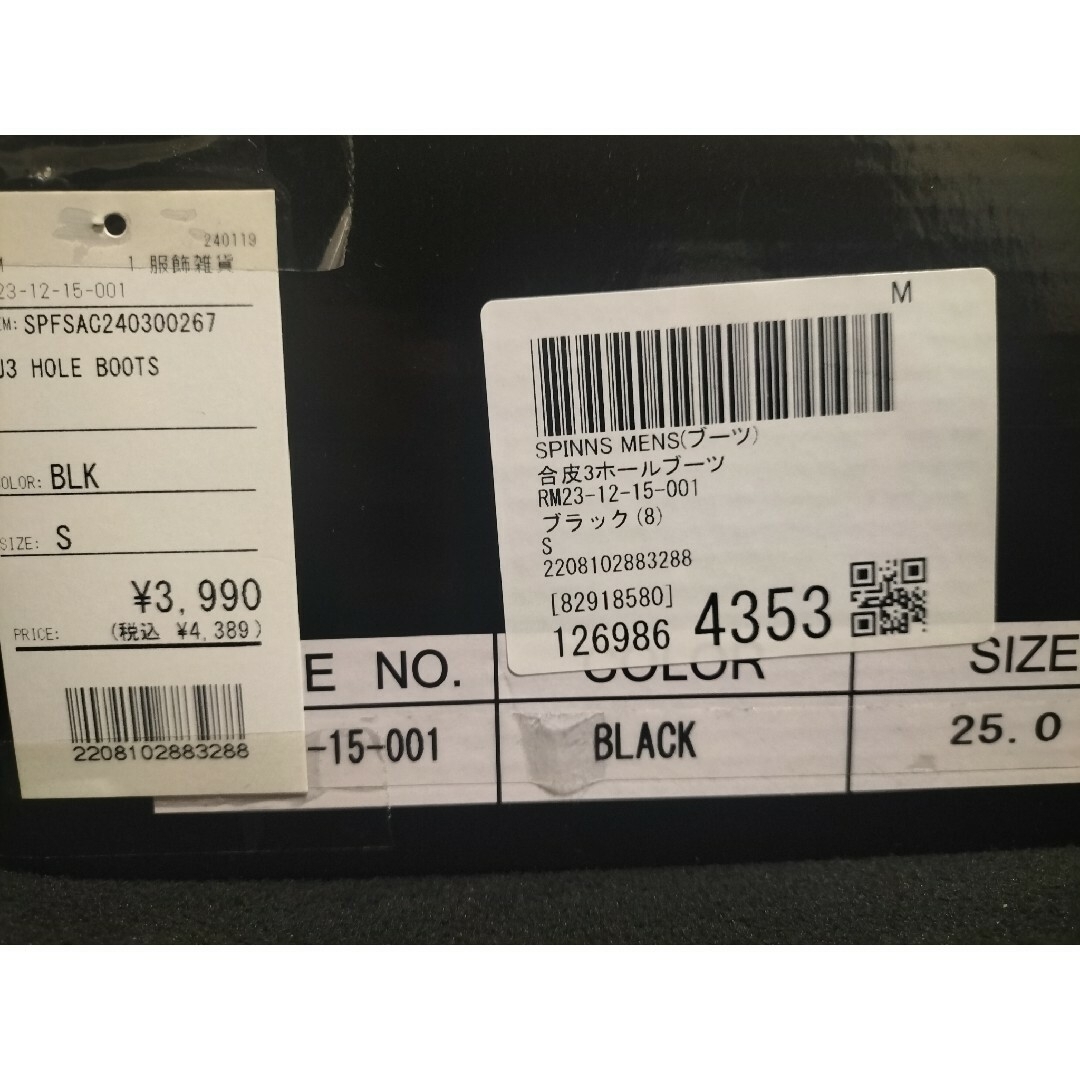 240119
1 服飾雑貨
23-12-15-001
SPFSAC240300267
J3 HOLE BOOTS
COLOR: BLK
SIZE: S
¥3,990
PRICE: (税込 ¥4,389)
2208102883288
M
SPINNS MENS(ブーツ)
合皮3ホールブーツ
RM23-12-15-001
ブラック(8)
S
2208102883288
[82918580]
126986 4353
E NO. COLOR SIZE
-15-001 BLACK 25.0